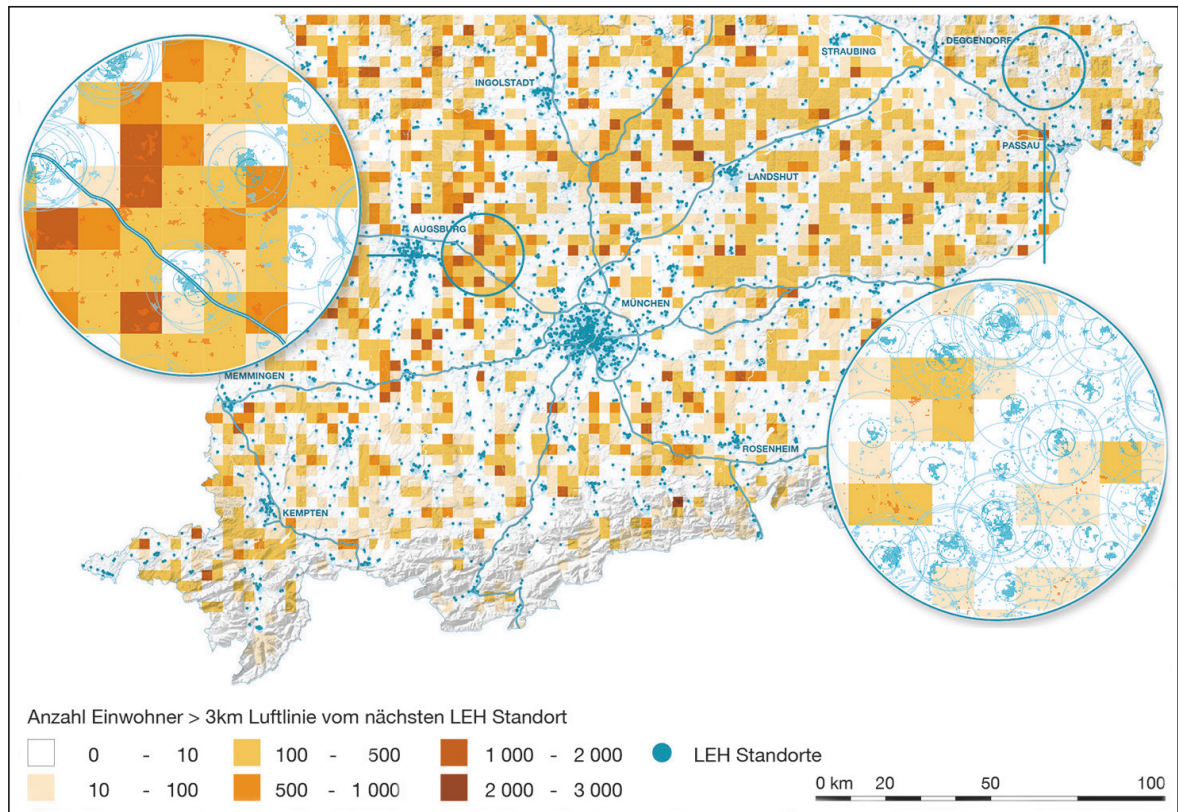 DEGGENDORF
STRAUBING
INGOLSTADT
PASSAU
LANDSHUT
AUGSBURG
MÜNCHEN
MEMMINGEN
ROSENHEIM
KEMPTEN
Anzahl Einwohner > 3km Luftlinie vom nächsten LEH Standort
0 - 10
100 - 500
1 000 - 2 000
LEH Standorte
10 - 100
500 - 1 000
2 000 - 3 000
0 km 20 50 100